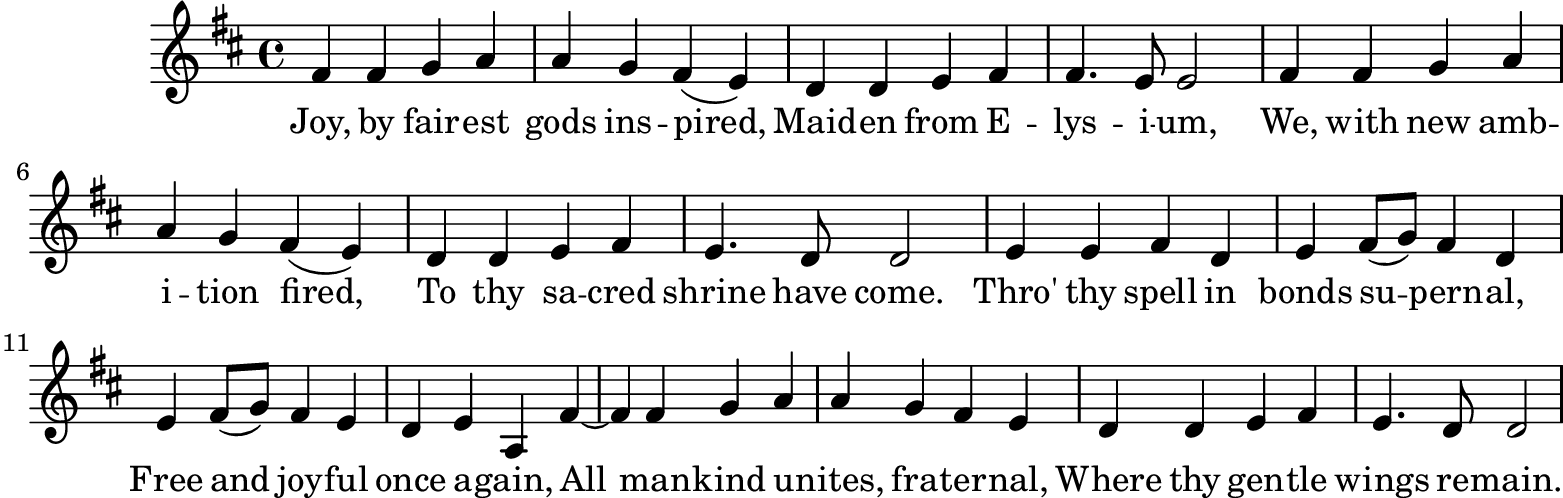 Joy, by fairest gods ins -- pired, Maiden from E -- lys -- i -- um, We, with new amb --
6
i -- tion fired, To thy sa -- cred shrine have come. Thro' thy spell in bonds su -- pernal,
11
Free and joyful once again, All mankind unites, fraternal, Where thy gentle wings remain.